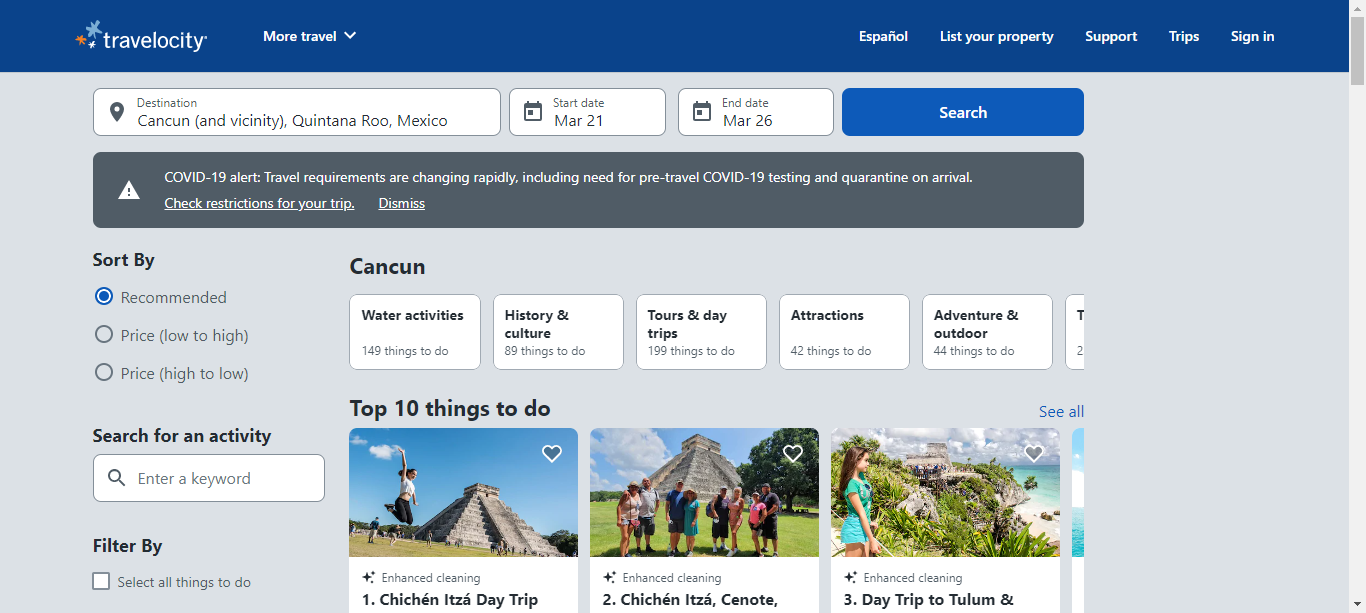 travelocity
More travel
Español
List your property
Support
Trips
Sign in
Destination
Cancun (and vicinity), Quintana Roo, Mexico
Start date
Mar 21
End date
Mar 26
Search
COVID-19 alert: Travel requirements are changing rapidly, including need for pre-travel COVID-19 testing and quarantine on arrival.
Check restrictions for your trip.
Dismiss
Sort By
Recommended
Price (low to high)
Price (high to low)
Search for an activity
Enter a keyword
Filter By
Select all things to do
Cancun
Water activities
149 things to do
History &
culture
89 things to do
Tours & day
trips
199 things to do
Attractions
42 things to do
Adventure &
outdoor
44 things to do
T
2
Top 10 things to do
See all
Enhanced cleaning
1. Chichén Itzá Day Trip
Enhanced cleaning
2. Chichén Itzá, Cenote,
Enhanced cleaning
3. Day Trip to Tulum &